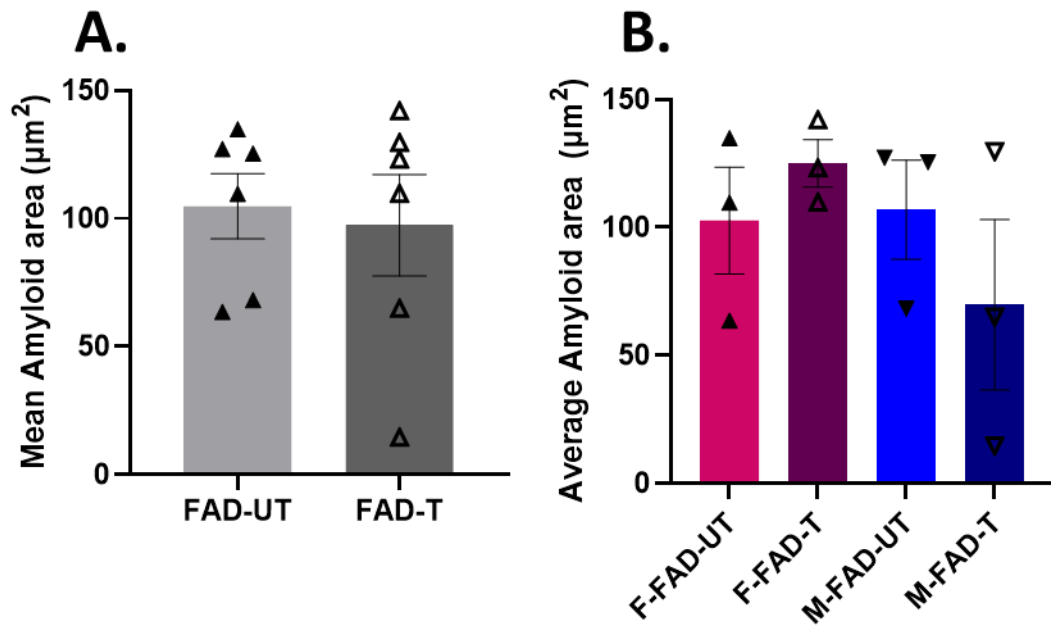 A.
Mean Amyloid area (µm²)
150
100
50
0
FAD-UT FAD-T
B.
Average Amyloid area (µm²)
150
100
50
0
F-FAD-UT
F-FAD-T
M-FAD-UT
M-FAD-T